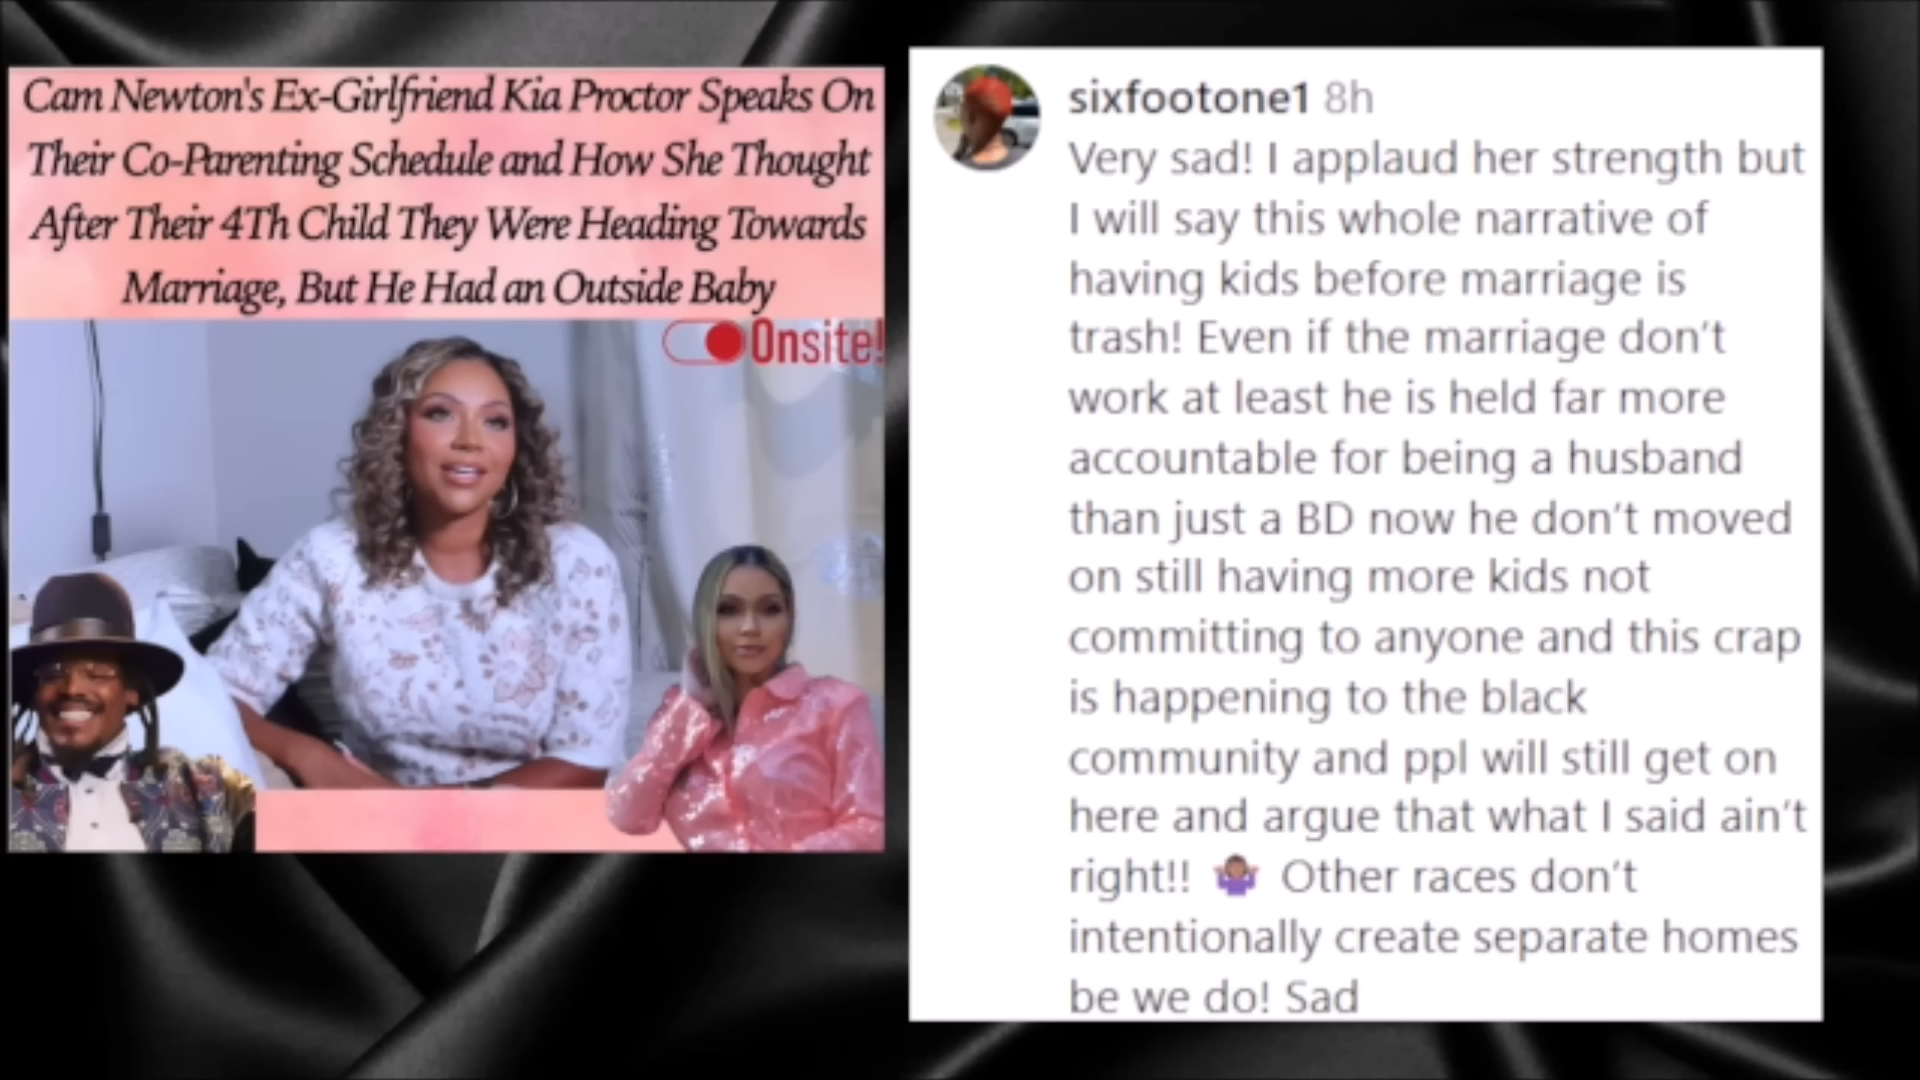 Cam Newton's Ex-Girlfriend Kia Proctor Speaks On
Their Co-Parenting Schedule and How She Thought
After Their 4Th Child They Were Heading Towards
Marriage, But He Had an Outside Baby
Onsite!
sixfootone1 8h
Very sad! I applaud her strength but
I will say this whole narrative of
having kids before marriage is
trash! Even if the marriage don't
work at least he is held far more
accountable for being a husband
than just a BD now he don't moved
on still having more kids not
committing to anyone and this crap
is happening to the black
community and ppl will still get on
here and argue that what I said ain't
right!! 🤷🏽‍♀️ Other races don't
intentionally create separate homes
be we do! Sad